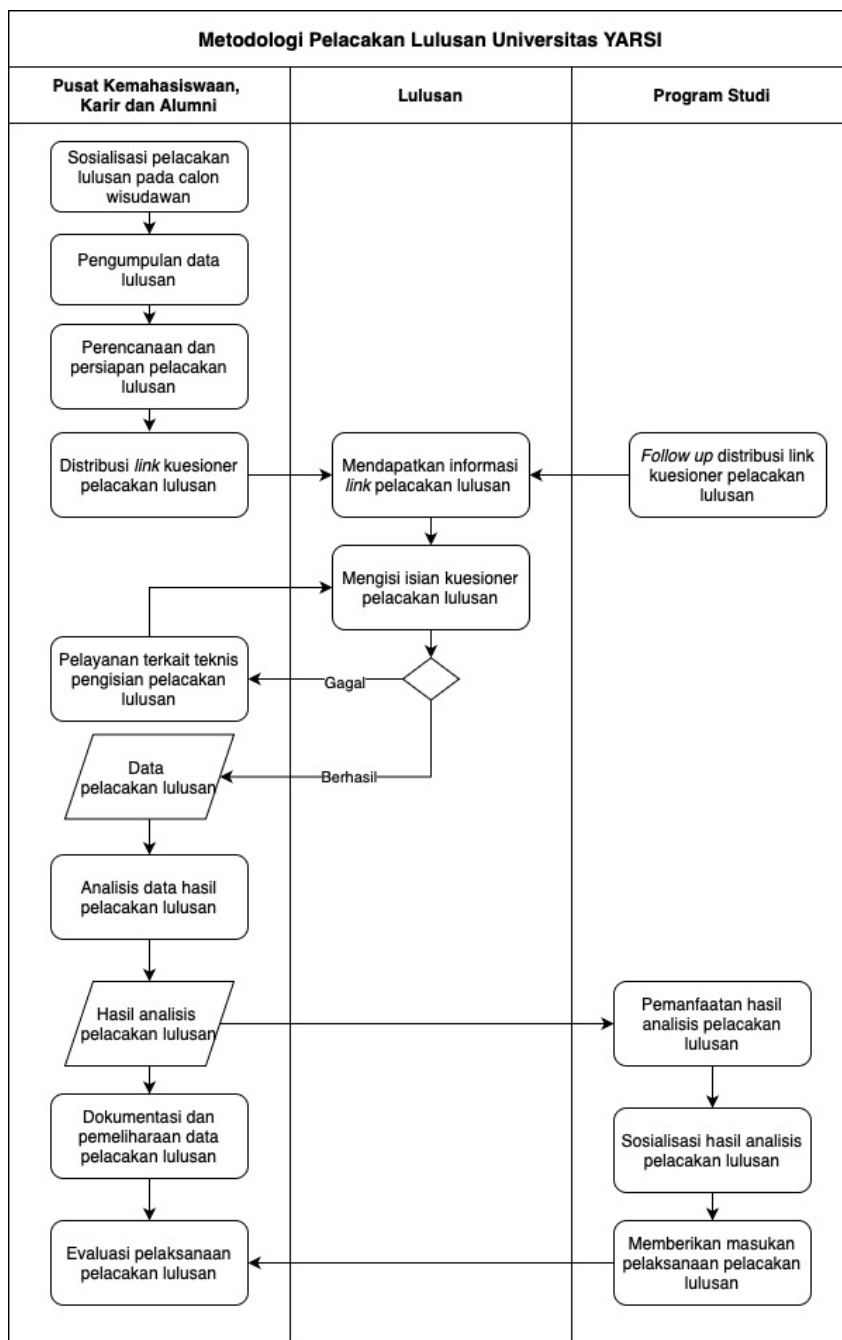 Metodologi Pelacakan Lulusan Universitas YARSI
Pusat Kemahasiswaan,
Karir dan Alumni
Lulusan
Program Studi
Sosialisasi pelacakan
lulusan pada calon
wisudawan
Pengumpulan data
lulusan
Perencanaan dan
persiapan pelacakan
lulusan
Distribusi link kuesioner
pelacakan lulusan
Mendapatkan informasi
link pelacakan lulusan
Follow up distribusi link
kuesioner pelacakan
lulusan
Mengisi isian kuesioner
pelacakan lulusan
Pelayanan terkait teknis
pengisian pelacakan
lulusan
Gagal
Data
pelacakan lulusan
Berhasil
Analisis data hasil
pelacakan lulusan
Hasil analisis
pelacakan lulusan
Pemanfaatan hasil
analisis pelacakan
lulusan
Dokumentasi dan
pemeliharaan data
pelacakan lulusan
Sosialisasi hasil analisis
pelacakan lulusan
Evaluasi pelaksanaan
pelacakan lulusan
Memberikan masukan
pelaksanaan pelacakan
lulusan